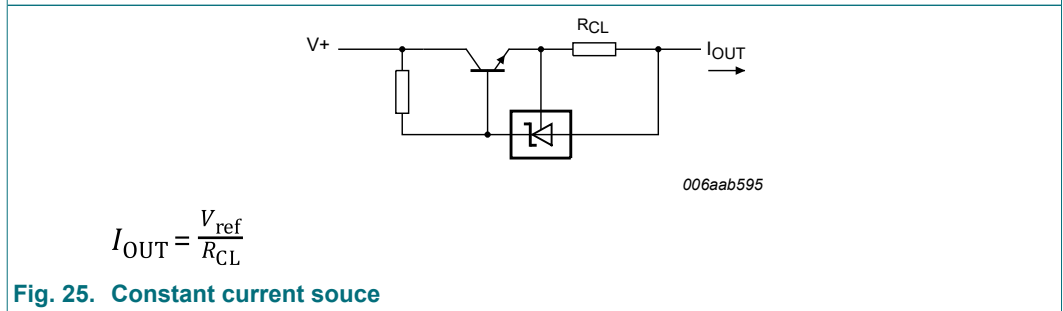 V+
RCL
IOUT
006aab595
IOUT = Vref / RCL
Fig. 25. Constant current souce